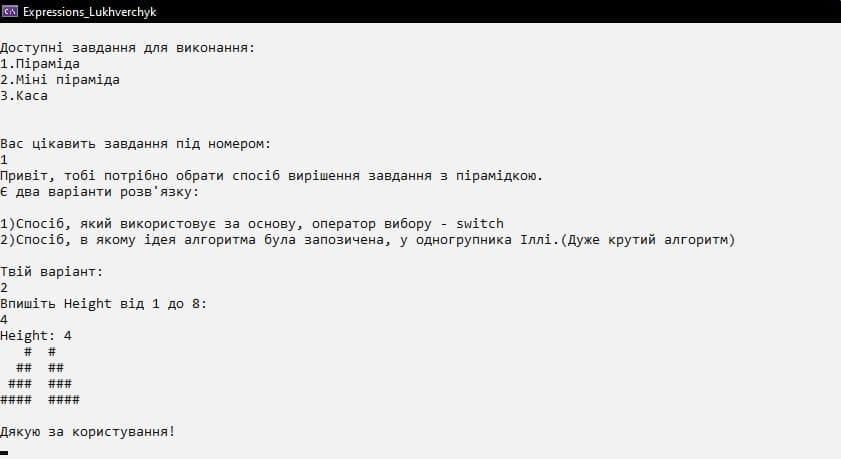 Expressions_Lukhverchyk
Доступні завдання для виконання:
1.Піраміда
2.Міні піраміда
3.Каса
Вас цікавить завдання під номером:
1
Привіт, тобі потрібно обрати спосіб вирішення завдання з пірамідкою.
Є два варіанти розв'язку:
1)Спосіб, який використовує за основу, оператор вибору - switch
2)Спосіб, в якому ідея алгоритма була запозичена, у одногрупника Іллі.(Дуже крутий алгоритм)
Твій варіант:
2
Впишіть Height від 1 до 8:
4
Height: 4
   #  #
  ##  ##
 ###  ###
####  ####
Дякую за користування!